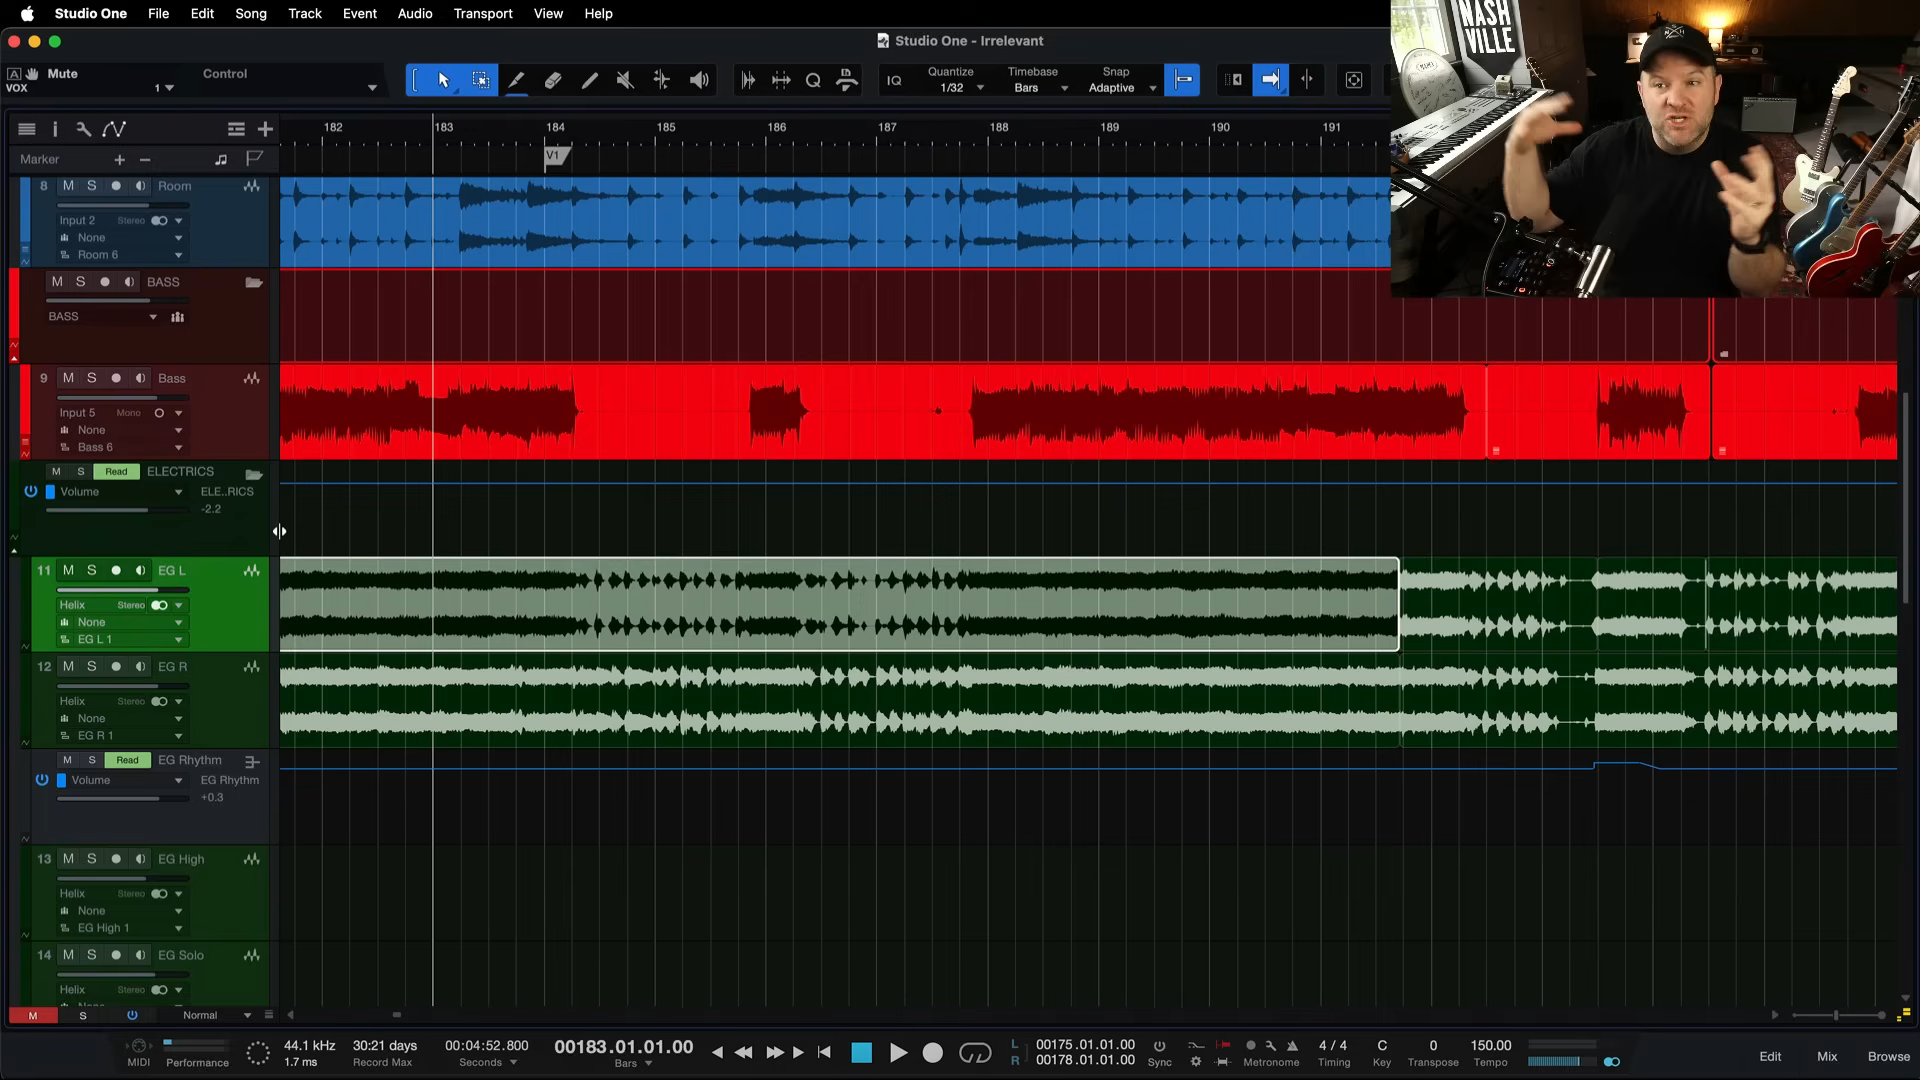 Studio One File Edit Song Track Event Audio Transport View Help
Studio One - Irrelevant
NASH
VILLE
A Mute Control
VOX 1
IQ Quantize Timebase Snap
1/32 Bars Adaptive
182 183 184 185 186 187 188 189 190 191
Marker
V1
8 M S Room
Input 2 Stereo
None
Room 6
M S BASS
BASS
9 M S Bass
Input 5 Mono
None
Bass 6
M S Read ELECTRICS
Volume ELE..RICS
-2.2
11 M S EG L
Helix Stereo
None
EG L 1
12 M S EG R
Helix Stereo
None
EG R 1
M S Read EG Rhythm
Volume EG Rhythm
+0.3
13 M S EG High
Helix Stereo
None
EG High 1
14 M S EG Solo
Helix Stereo
M S Normal
MIDI Performance
44.1 kHz
1.7 ms
30:21 days
Record Max
00:04:52.800
Seconds
00183.01.01.00
Bars
L 00175.01.01.00
R 00178.01.01.00
Sync
Metronome
Timing
4 / 4
C
Key
0
Transpose
150.00
Tempo
Edit Mix Browse